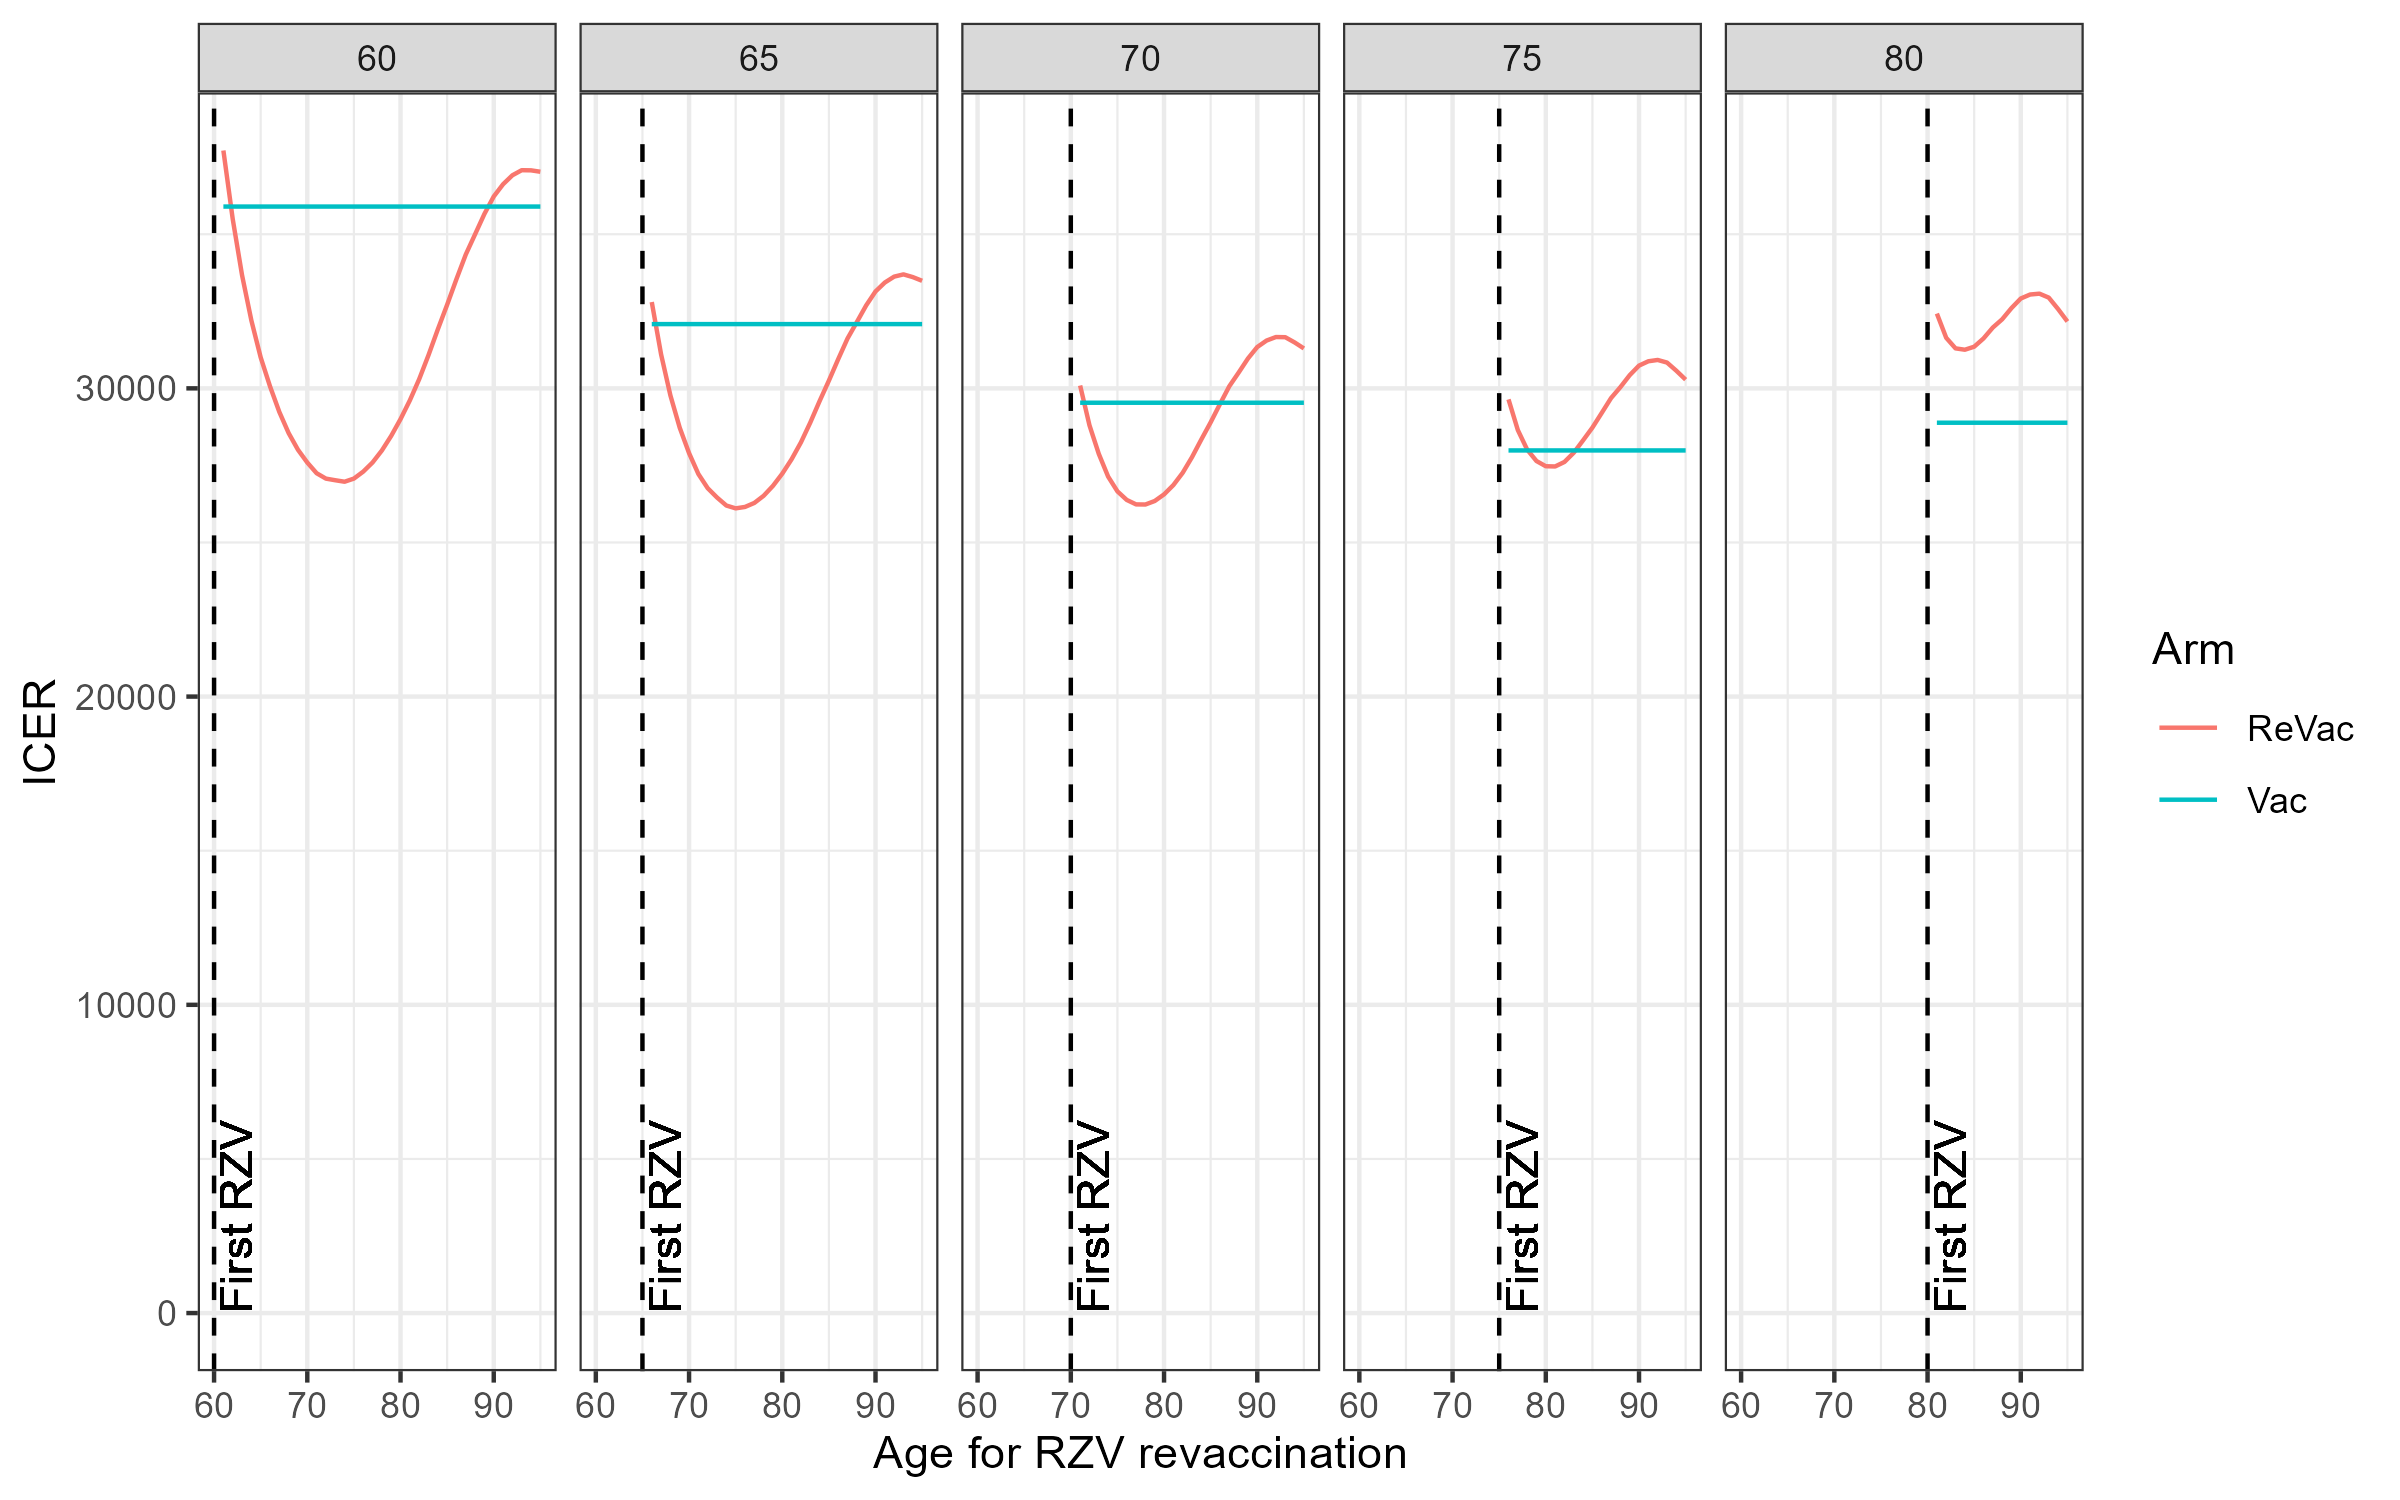 60 65 70 75 80
ICER
30000
20000
10000
0
First RZV First RZV First RZV First RZV First RZV
60 70 80 90 60 70 80 90 60 70 80 90 60 70 80 90 60 70 80 90
Age for RZV revaccination
Arm
ReVac
Vac